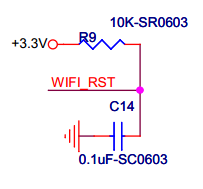 10K-SR0603
R9
+3.3V
WIFI_RST
C14
0.1uF-SC0603